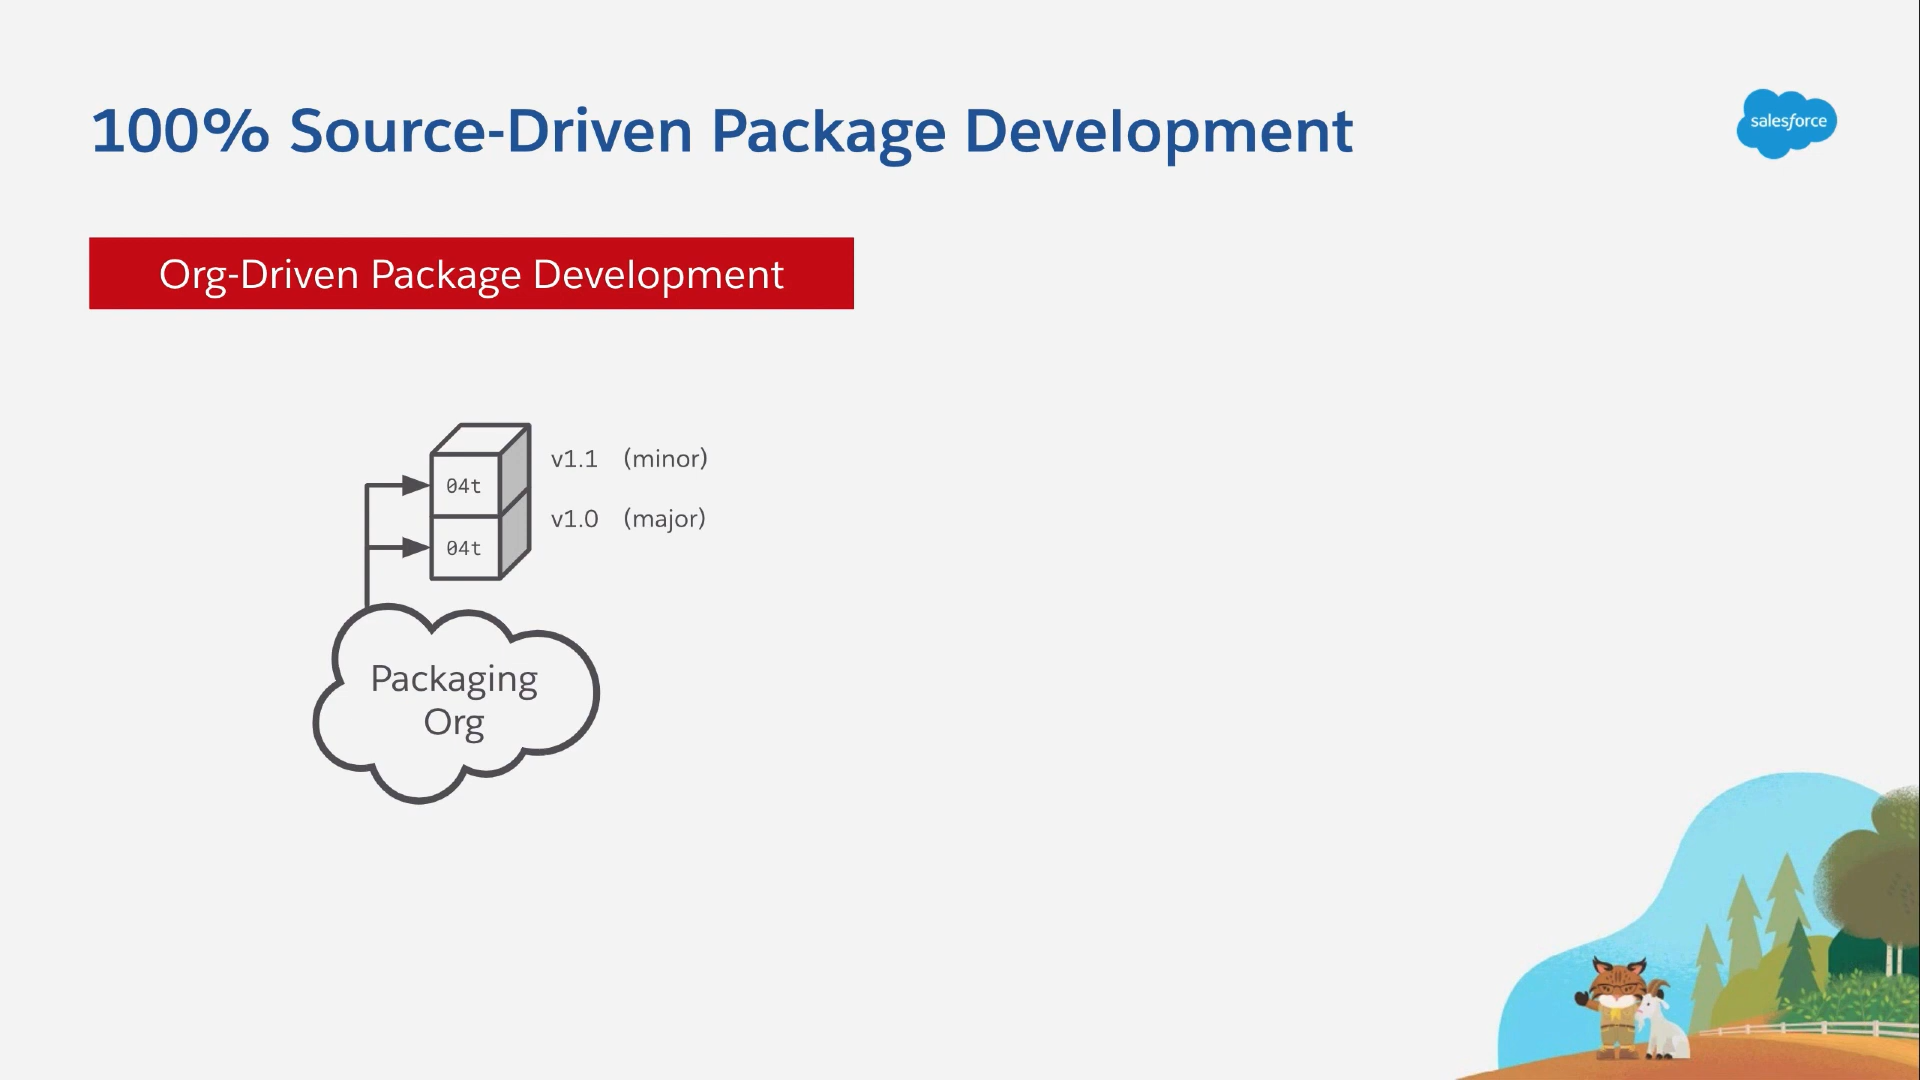 100% Source-Driven Package Development
salesforce
Org-Driven Package Development
v1.1 (minor)
04t
v1.0 (major)
04t
Packaging
Org